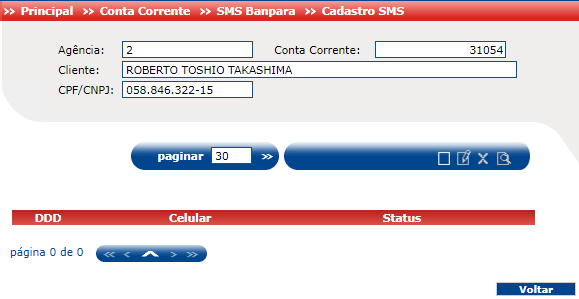 >> Principal >> Conta Corrente >> SMS Banpara >> Cadastro SMS
Agência: 2 Conta Corrente: 31054
Cliente: ROBERTO TOSHIO TAKASHIMA
CPF/CNPJ: 058.846.322-15
paginar 30 >>
DDD Celular Status
página 0 de 0 << < > >>
Voltar